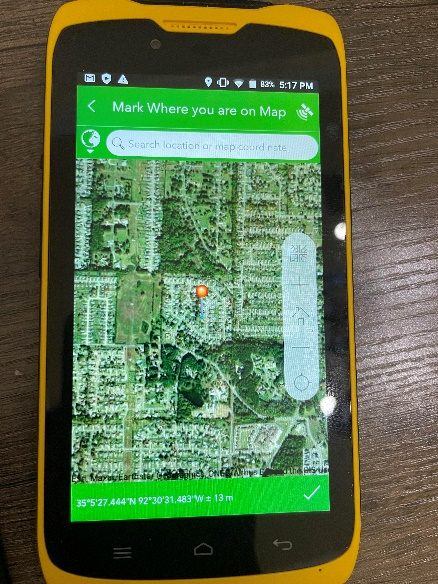 83% 5:17 PM
Mark Where you are on Map
Search location or map coordinate
35°5'27.444"N 92°30'31.483"W ± 13 m